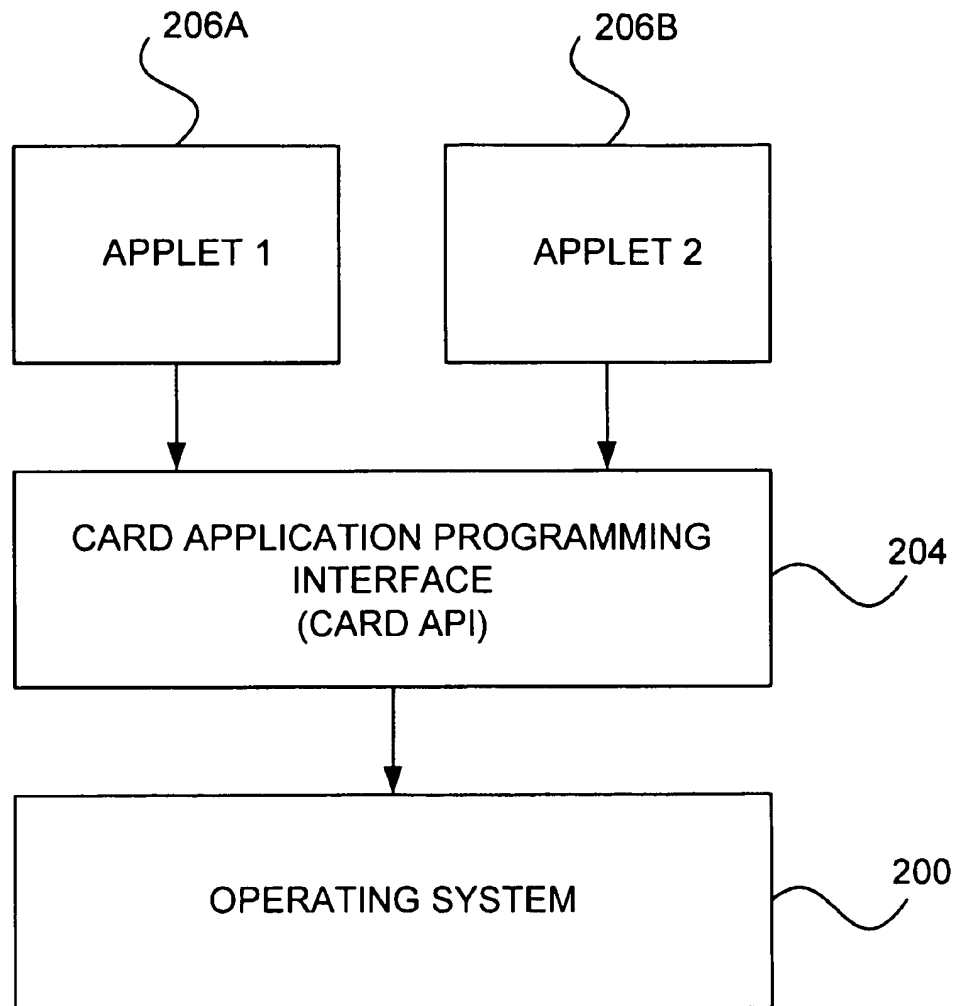 206A
206B
APPLET 1
APPLET 2
CARD APPLICATION PROGRAMMING
INTERFACE
(CARD API)
204
OPERATING SYSTEM
200